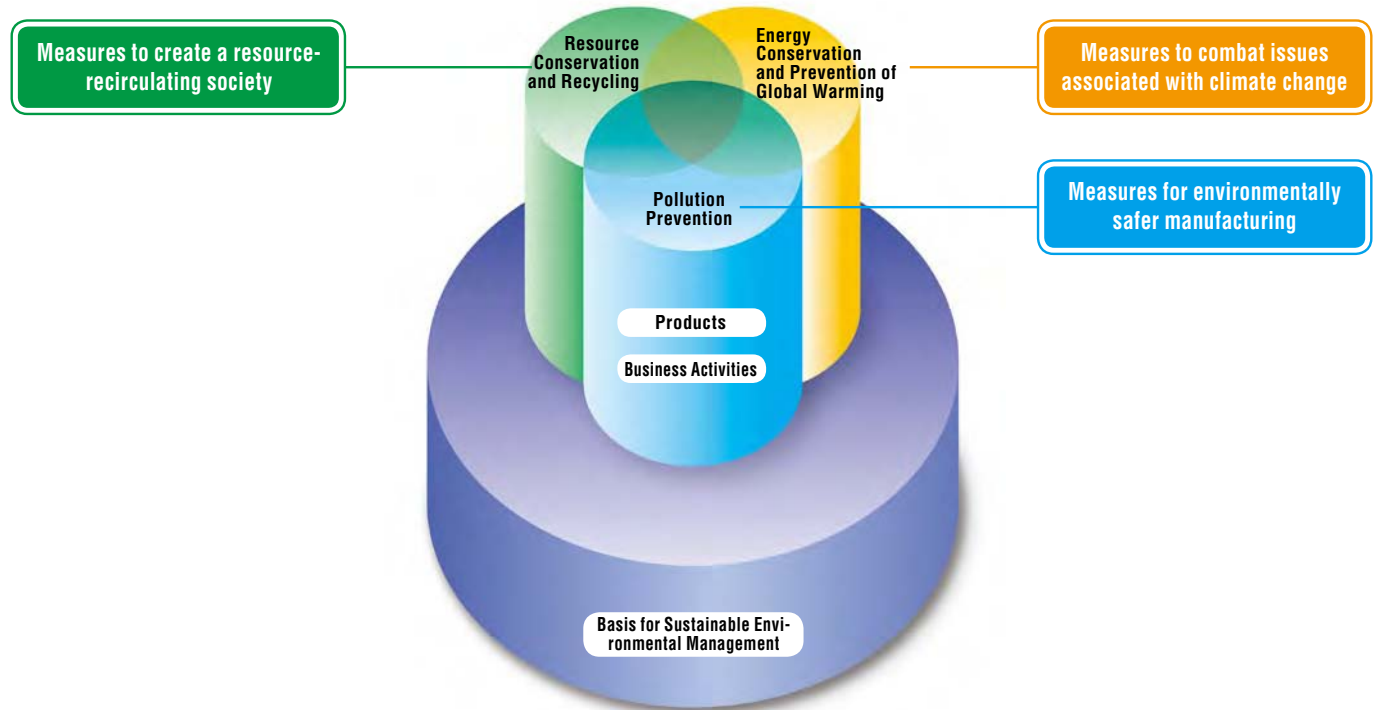 Measures to create a resource-
recirculating society
Resource
Conservation
and Recycling
Energy
Conservation
and Prevention of
Global Warming
Measures to combat issues
associated with climate change
Pollution
Prevention
Measures for environmentally
safer manufacturing
Products
Business Activities
Basis for Sustainable Envi-
ronmental Management